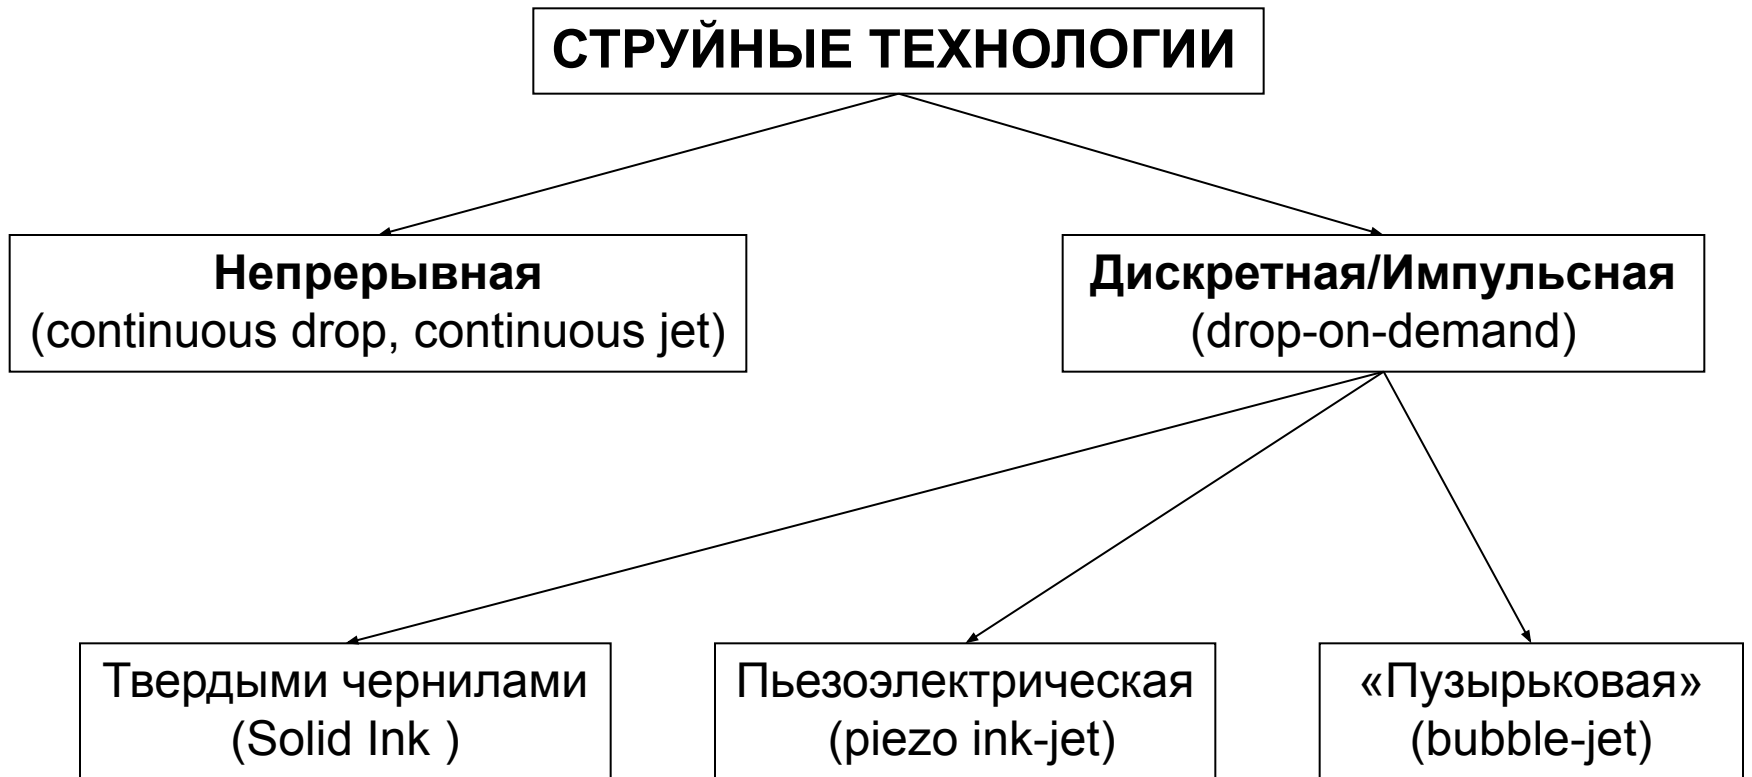 СТРУЙНЫЕ ТЕХНОЛОГИИ
Непрерывная
(continuous drop, continuous jet)
Дискретная/Импульсная
(drop-on-demand)
Твердыми чернилами
(Solid Ink )
Пьезоэлектрическая
(piezo ink-jet)
«Пузырьковая»
(bubble-jet)